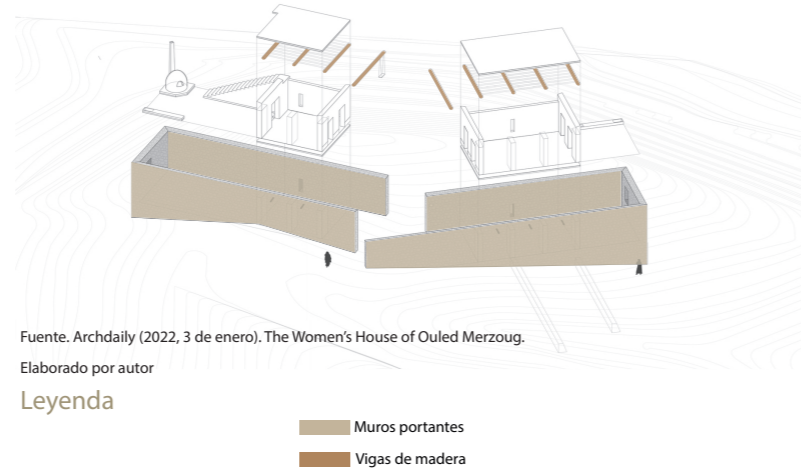 Fuente. Archdaily (2022, 3 de enero). The Women's House of Ouled Merzoug.
Elaborado por autor
Leyenda
Muros portantes
Vigas de madera